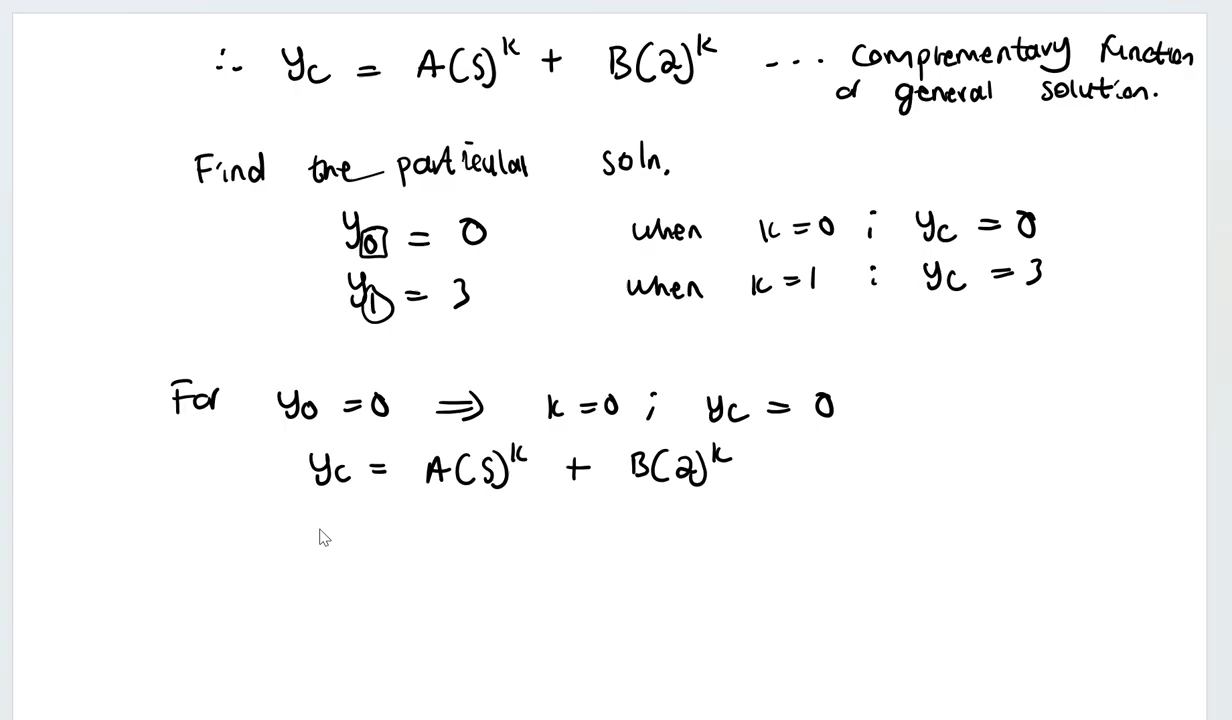 ∴ yc = A(5)^k + B(2)^k --- complementary function
or general solution.
Find the particular soln.
y0 = 0 when k = 0 ; yc = 0
y1 = 3 when k = 1 : yc = 3
For y0 = 0 ⇒ k = 0 ; yc = 0
yc = A(5)^k + B(2)^k